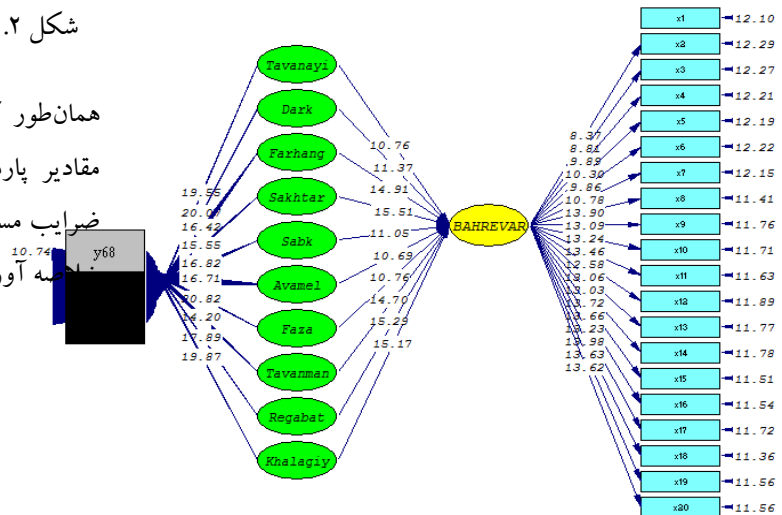 شکل ۲.
همان‌طور
مقادیر
ضرایب
y68
10.74
Tavanayi
Dark
Farhang
Sakhtar
Sabk
Avamel
Faza
Tavanman
Regabat
Khalagiy
19.55
16.42
15.55
16.82
16.71
14.20
17.89
19.87
10.76
11.37
14.91
15.51
11.05
10.69
10.76
14.70
15.29
15.17
BAHREVAR
8.37
8.81
9.89
10.30
9.86
10.78
13.90
13.09
13.24
13.46
12.58
13.03
13.72
13.66
13.23
13.98
13.63
13.62
x1 12.10
x2 12.29
x3 12.27
x4 12.21
x5 12.19
x6 12.22
x7 12.15
x8 11.41
x9 11.76
x10 11.71
x11 11.63
x12 11.89
x13 11.77
x14 11.78
x15 11.51
x16 11.54
x17 11.72
x18 11.36
x19 11.56
x20 11.56